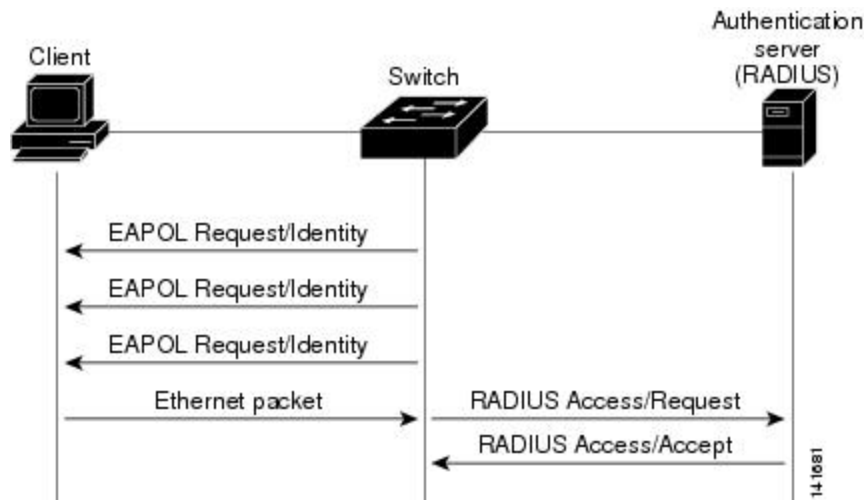 Authentication
server
(RADIUS)
Client
Switch
EAPOL Request/Identity
EAPOL Request/Identity
EAPOL Request/Identity
Ethernet packet
RADIUS Access/Request
RADIUS Access/Accept
141681